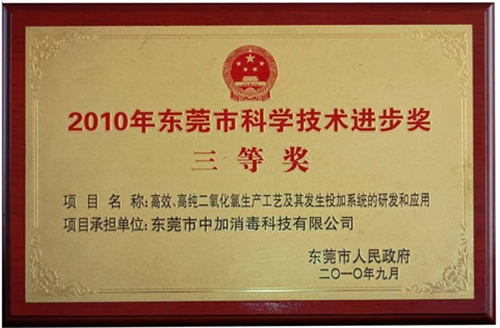 2010年东莞市科学技术进步奖
三等奖
项目名称:高效、高纯二氧化氯生产工艺及其发生投加系统的研发和应用
项目承担单位:东莞市中加消毒科技有限公司
东莞市人民政府
二〇一〇年九月